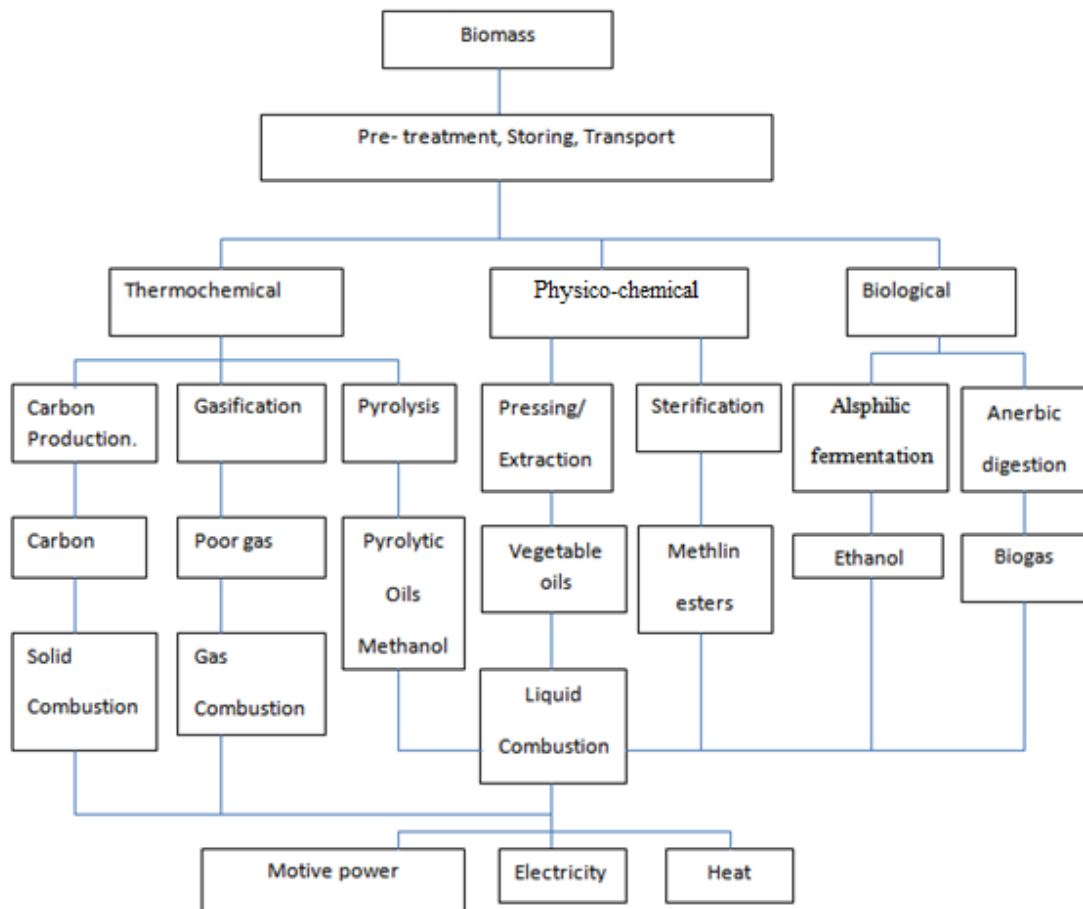 Biomass
Pre- treatment, Storing, Transport
Thermochemical
Physico-chemical
Biological
Carbon
Production.
Gasification
Pyrolysis
Pressing/
Extraction
Sterification
Alsphilic
fermentation
Anerbic
digestion
Carbon
Poor gas
Pyrolytic
Oils
Methanol
Vegetable
oils
Methlin
esters
Ethanol
Biogas
Solid
Combustion
Gas
Combustion
Liquid
Combustion
Motive power
Electricity
Heat